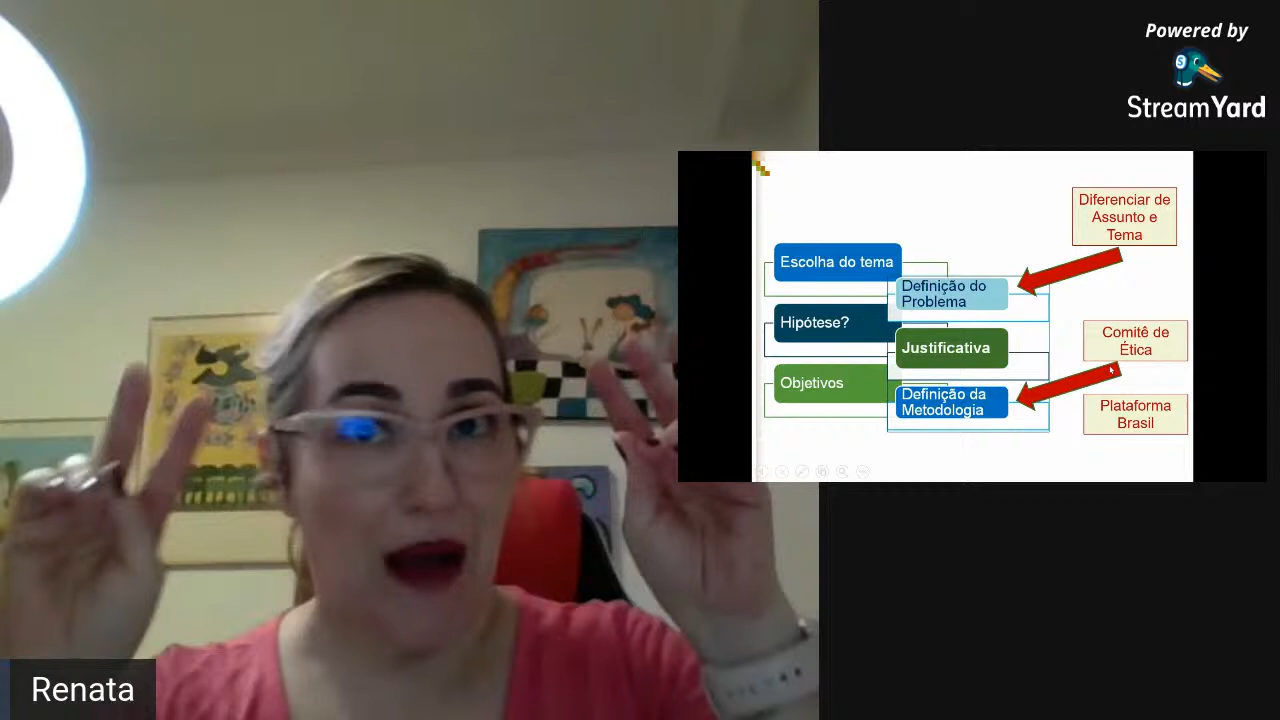 Powered by
StreamYard
Diferenciar de
Assunto e
Tema
Escolha do tema
Definição do
Problema
Hipótese?
Justificativa
Comitê de
Ética
Objetivos
Definição da
Metodologia
Plataforma
Brasil
Renata